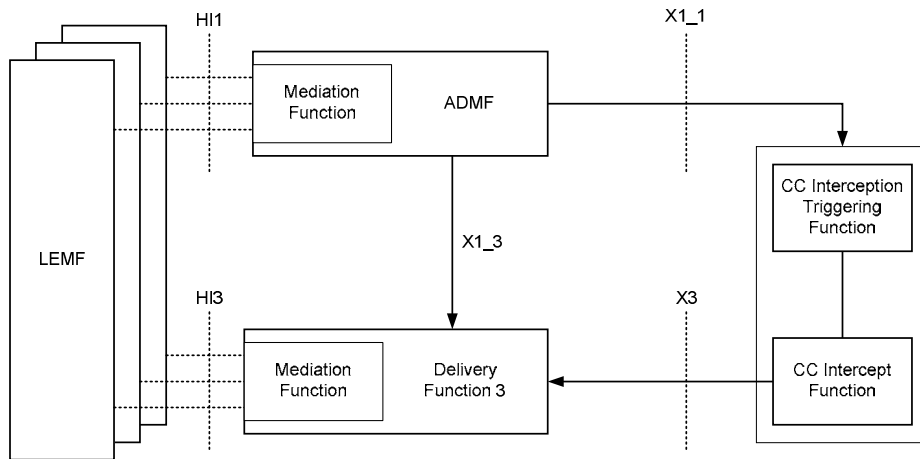 HI1
X1_1
Mediation
Function
ADMF
CC Interception
Triggering
Function
LEMF
X1_3
HI3
X3
Mediation
Function
Delivery
Function 3
CC Intercept
Function